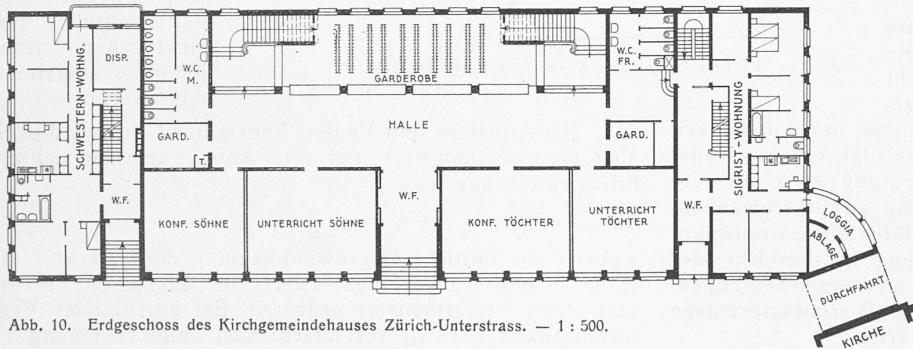 SCHWESTERN-WOHNG.
DISP.
W.C.
M.
GARDEROBE
W.C.
FR.
HALLE
GARD.
T.
GARD.
SIGRIST-WOHNUNG
W.F.
W.F.
W.F.
KONF. SÖHNE
UNTERRICHT SÖHNE
KONF. TÖCHTER
UNTERRICHT
TÖCHTER
LOGGIA
ABLAGE
DURCHFAHRT
KIRCHE
Abb. 10. Erdgeschoss des Kirchgemeindehauses Zürich-Unterstrass. — 1 : 500.